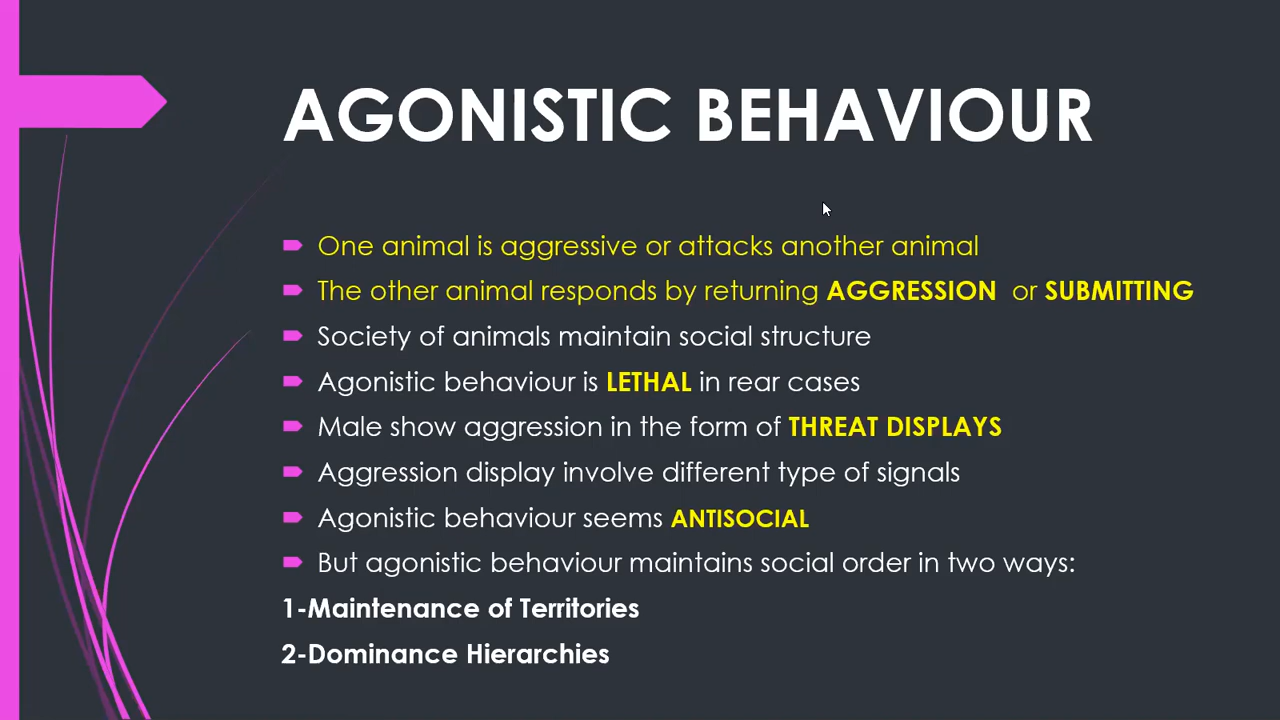 AGONISTIC BEHAVIOUR
One animal is aggressive or attacks another animal
The other animal responds by returning AGGRESSION or SUBMITTING
Society of animals maintain social structure
Agonistic behaviour is LETHAL in rear cases
Male show aggression in the form of THREAT DISPLAYS
Aggression display involve different type of signals
Agonistic behaviour seems ANTISOCIAL
But agonistic behaviour maintains social order in two ways:
1-Maintenance of Territories
2-Dominance Hierarchies